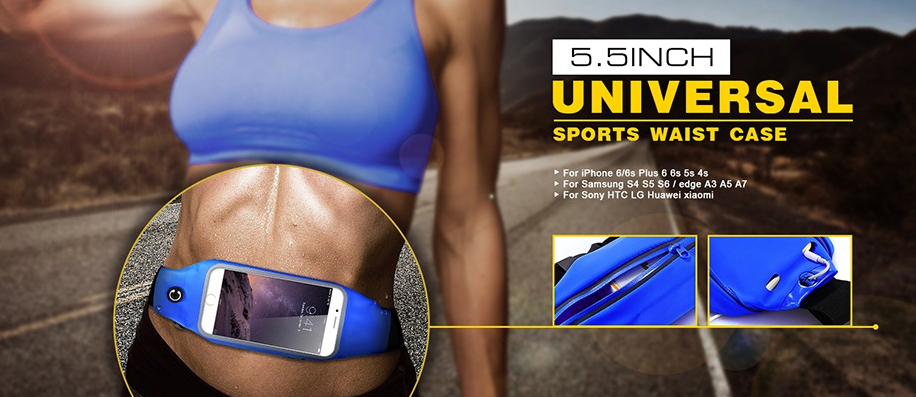 5.5INCH
UNIVERSAL
SPORTS WAIST CASE
For iPhone 6/6s Plus 6 6s 5s 4s
For Samsung S4 S5 S6 / edge A3 A5 A7
For Sony HTC LG Huawei xiaomi
9:41